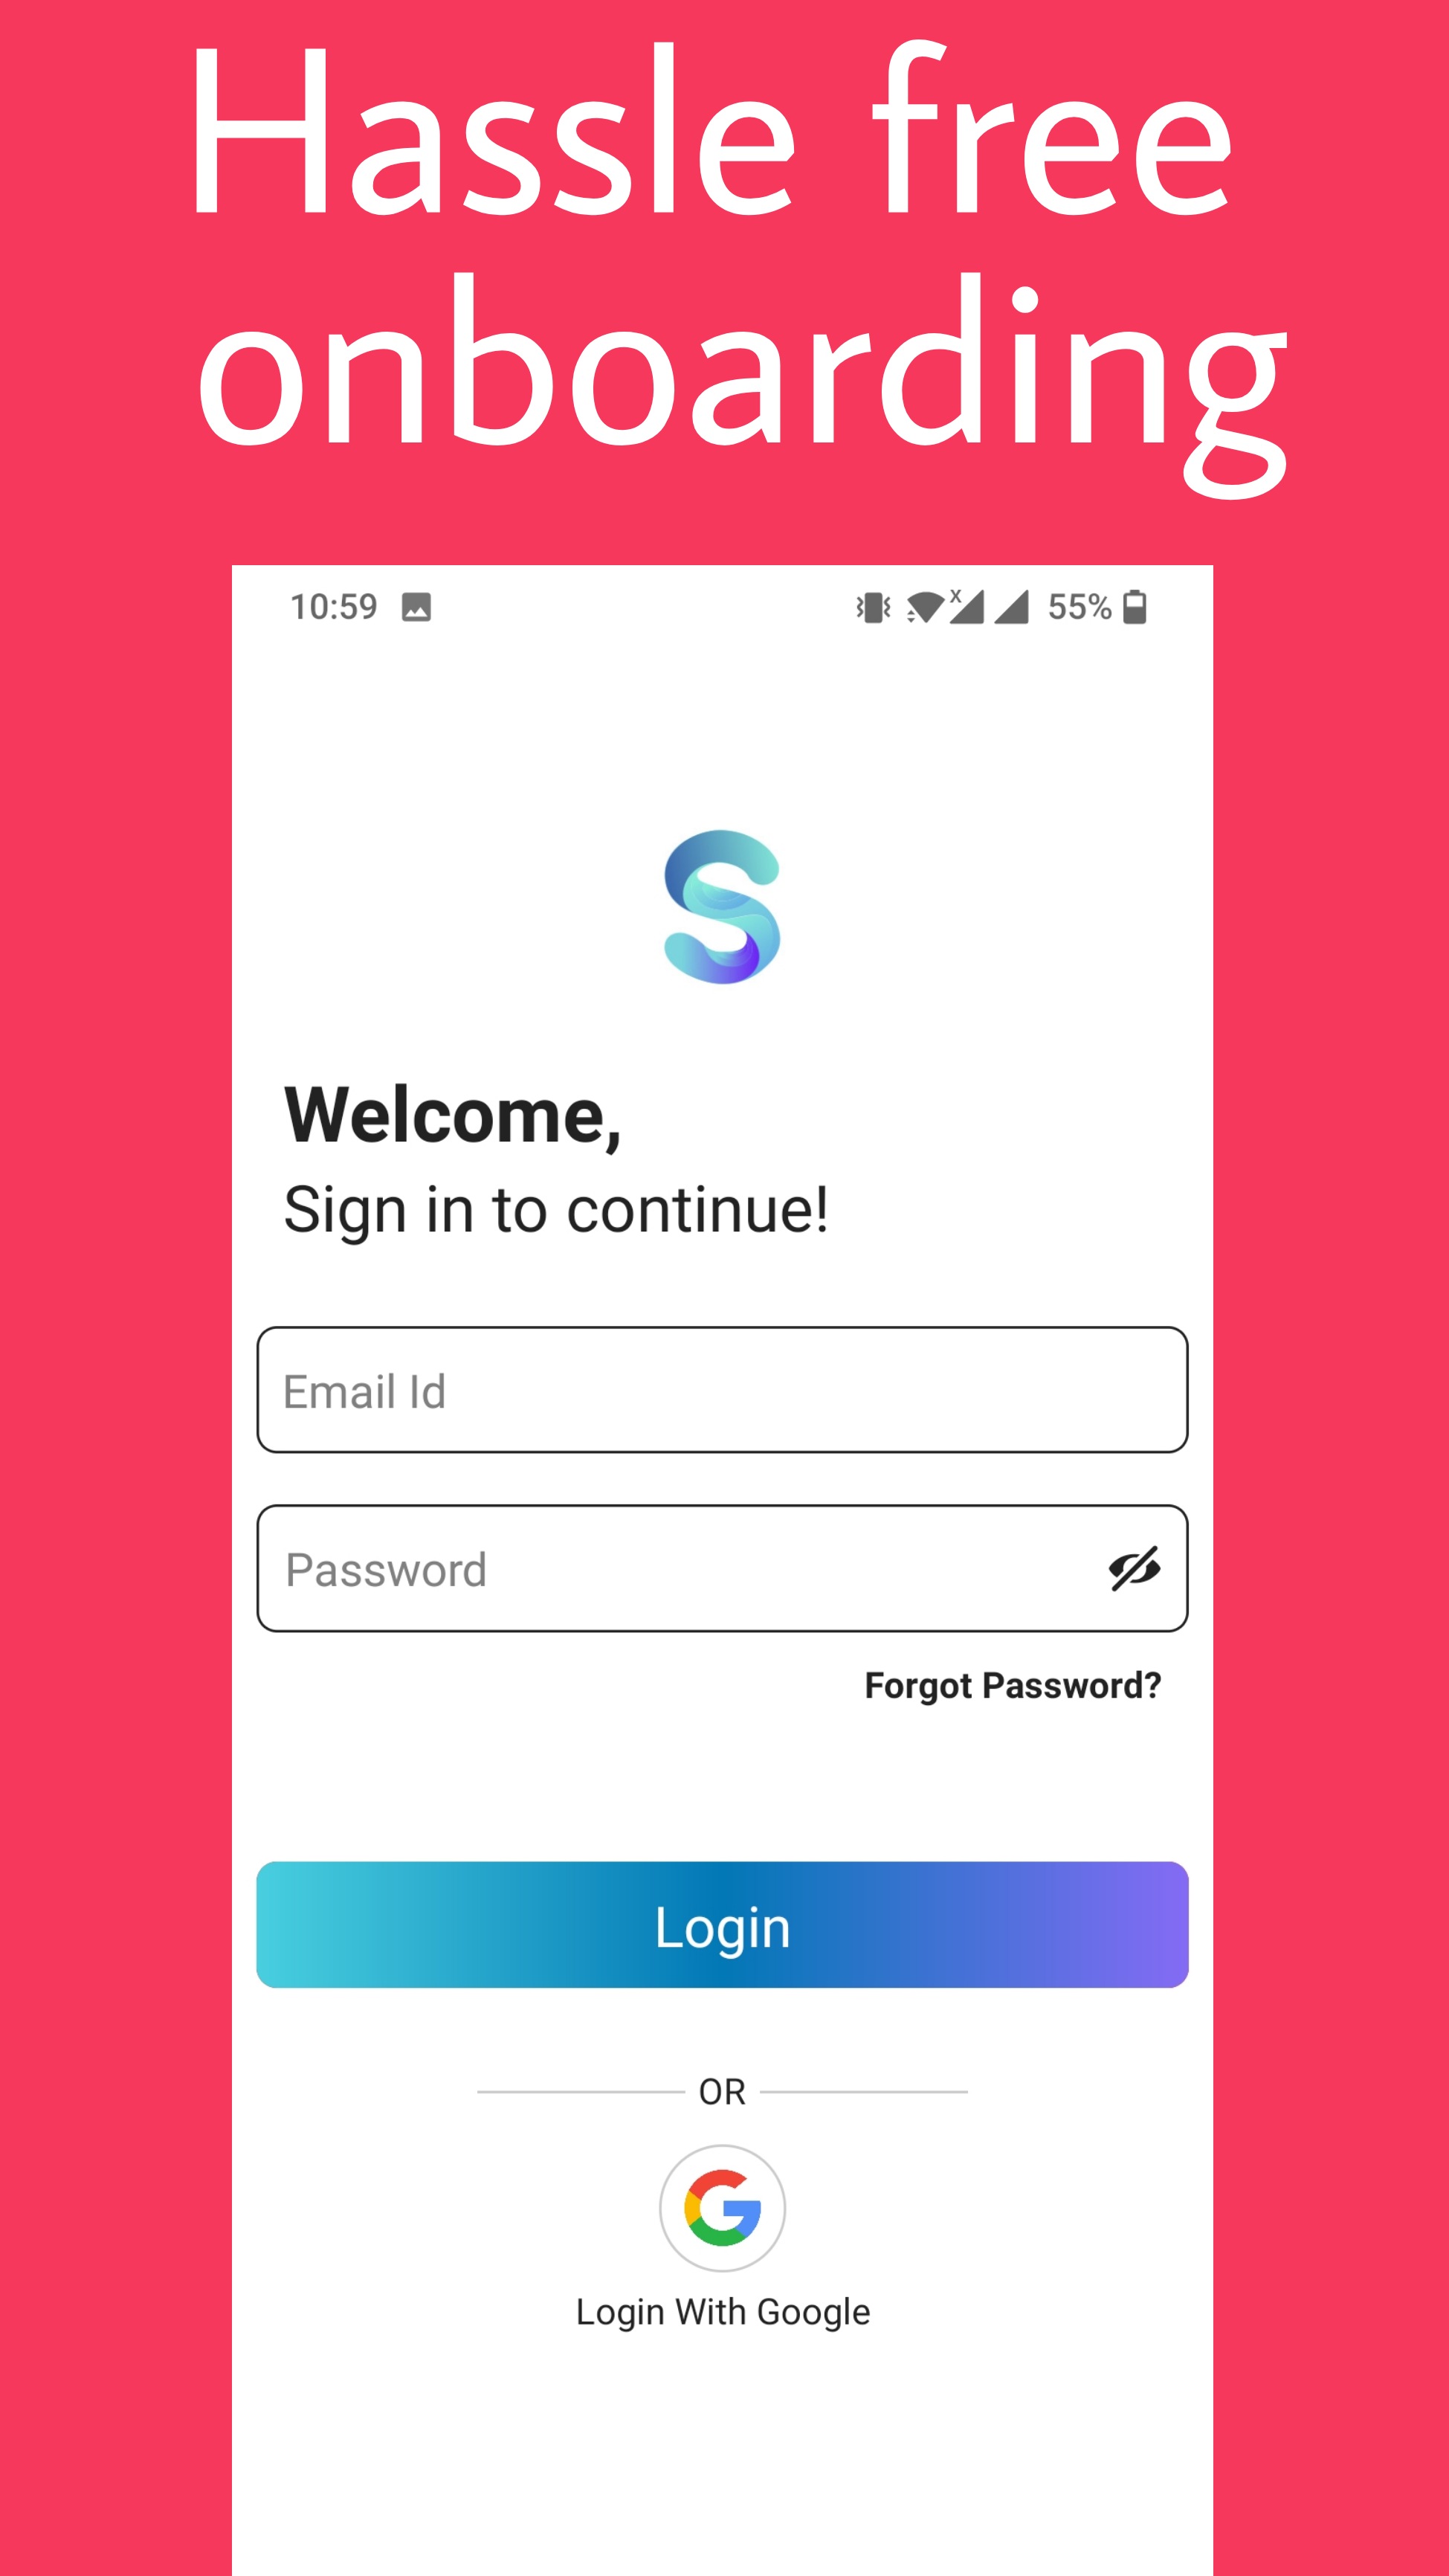 Hassle free
onboarding
10:59
55%
Welcome,
Sign in to continue!
Email Id
Password
Forgot Password?
Login
OR
Login With Google